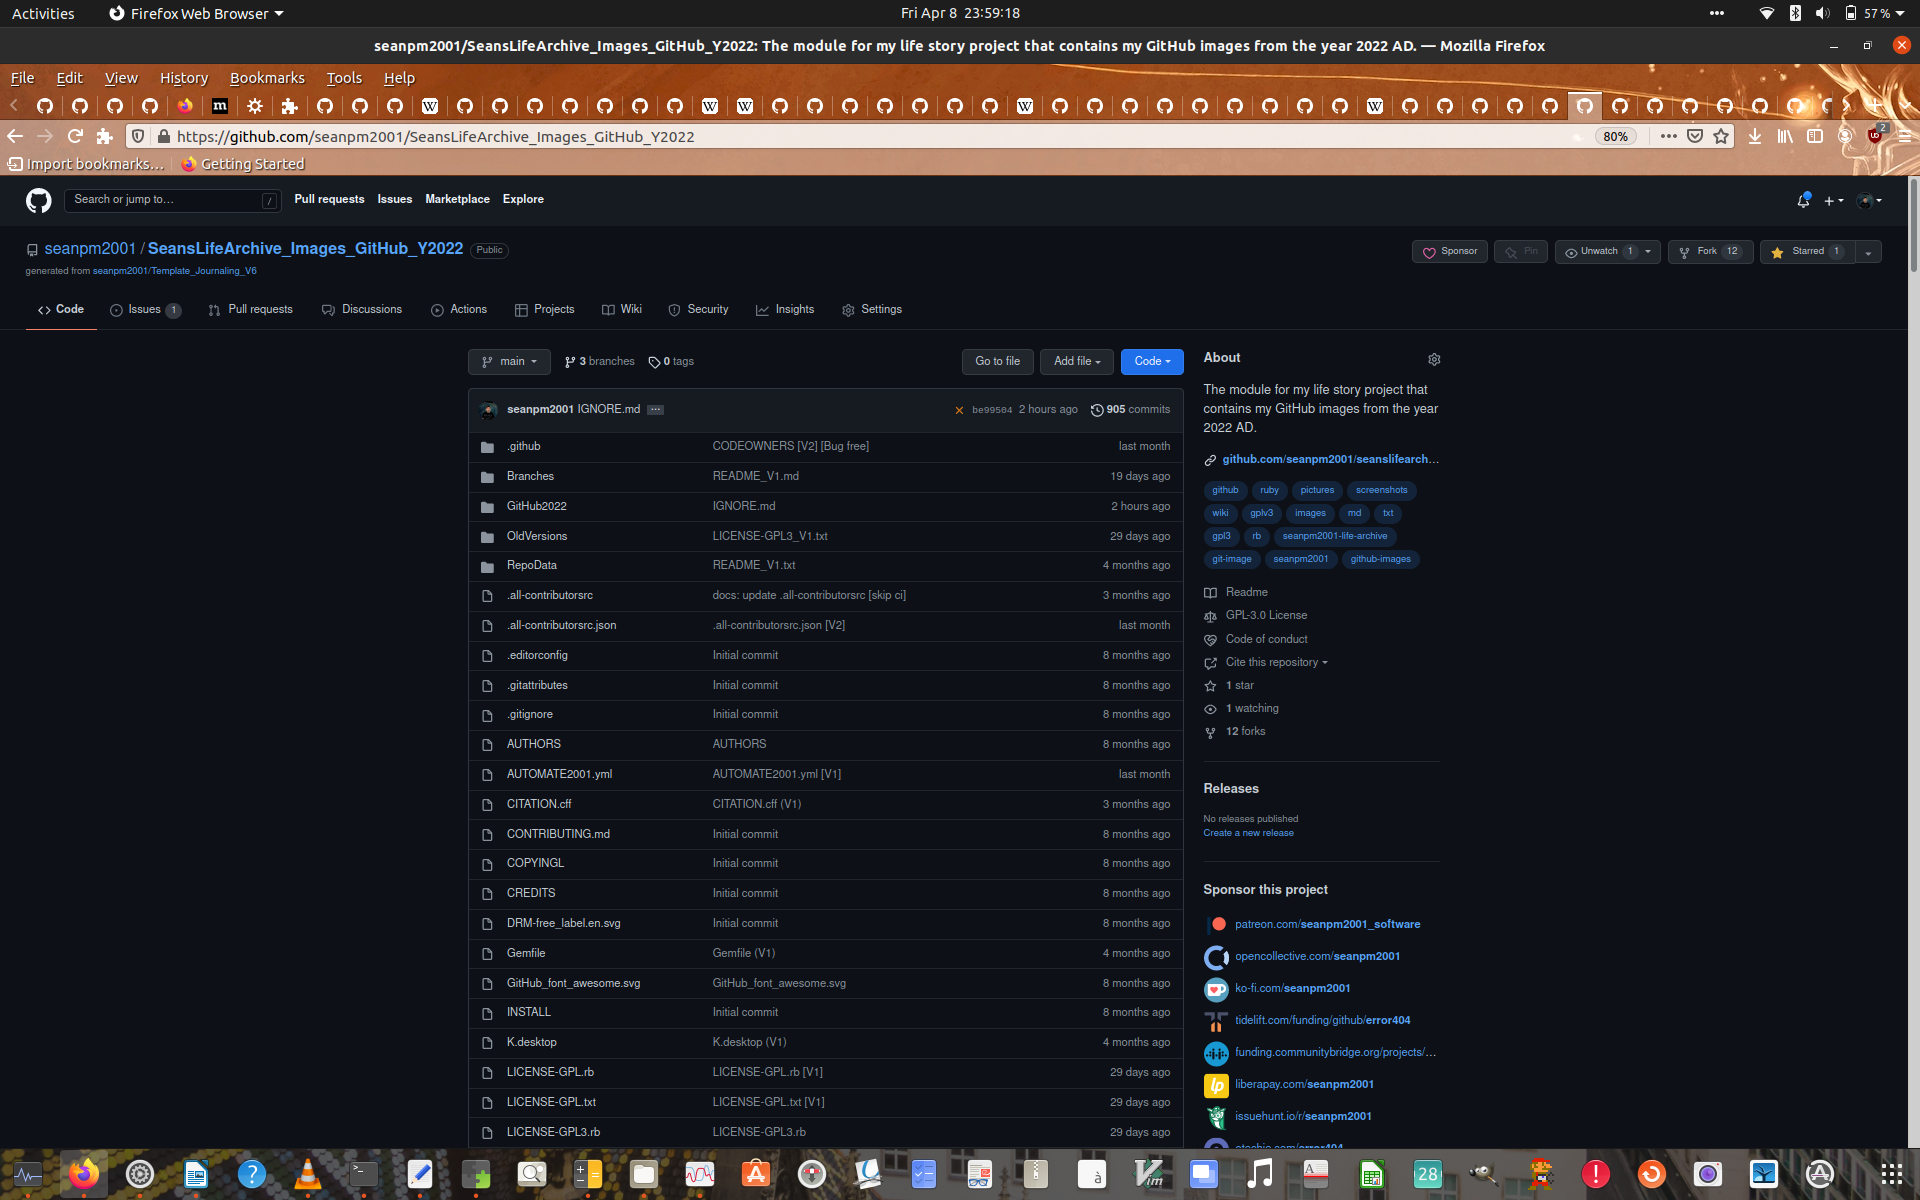 Activities Firefox Web Browser Fri Apr 8 23:59:18 57 %
seanpm2001/SeansLifeArchive_Images_GitHub_Y2022: The module for my life story project that contains my GitHub images from the year 2022 AD. — Mozilla Firefox
File Edit View History Bookmarks Tools Help
https://github.com/seanpm2001/SeansLifeArchive_Images_GitHub_Y2022 80% 2
Import bookmarks… Getting Started
Search or jump to… / Pull requests Issues Marketplace Explore
seanpm2001 / SeansLifeArchive_Images_GitHub_Y2022 Public Sponsor Pin Unwatch 1 Fork 12 Starred 1
generated from seanpm2001/Template_Journaling_V6
Code Issues 1 Pull requests Discussions Actions Projects Wiki Security Insights Settings
main 3 branches 0 tags Go to file Add file Code
seanpm2001 IGNORE.md ... be99504 2 hours ago 905 commits
.github CODEOWNERS [V2] [Bug free] last month
Branches README_V1.md 19 days ago
GitHub2022 IGNORE.md 2 hours ago
OldVersions LICENSE-GPL3_V1.txt 29 days ago
RepoData README_V1.txt 4 months ago
.all-contributorsrc docs: update .all-contributorsrc [skip ci] 3 months ago
.all-contributorsrc.json .all-contributorsrc.json [V2] last month
.editorconfig Initial commit 8 months ago
.gitattributes Initial commit 8 months ago
.gitignore Initial commit 8 months ago
AUTHORS AUTHORS 8 months ago
AUTOMATE2001.yml AUTOMATE2001.yml [V1] last month
CITATION.cff CITATION.cff (V1) 3 months ago
CONTRIBUTING.md Initial commit 8 months ago
COPYINGL Initial commit 8 months ago
CREDITS Initial commit 8 months ago
DRM-free_label.en.svg Initial commit 8 months ago
Gemfile Gemfile (V1) 4 months ago
GitHub_font_awesome.svg GitHub_font_awesome.svg 8 months ago
INSTALL Initial commit 8 months ago
K.desktop K.desktop (V1) 4 months ago
LICENSE-GPL.rb LICENSE-GPL.rb [V1] 29 days ago
LICENSE-GPL.txt LICENSE-GPL.txt [V1] 29 days ago
LICENSE-GPL3.rb LICENSE-GPL3.rb 29 days ago
About
The module for my life story project that
contains my GitHub images from the year
2022 AD.
github.com/seanpm2001/seanslifearch…
github ruby pictures screenshots
wiki gplv3 images md txt
gpl3 rb seanpm2001-life-archive
git-image seanpm2001 github-images
Readme
GPL-3.0 License
Code of conduct
Cite this repository
1 star
1 watching
12 forks
Releases
No releases published
Create a new release
Sponsor this project
patreon.com/seanpm2001_software
opencollective.com/seanpm2001
ko-fi.com/seanpm2001
tidelift.com/funding/github/error404
funding.communitybridge.org/projects/…
liberapay.com/seanpm2001
issuehunt.io/r/seanpm2001
otechie.com/error404
28